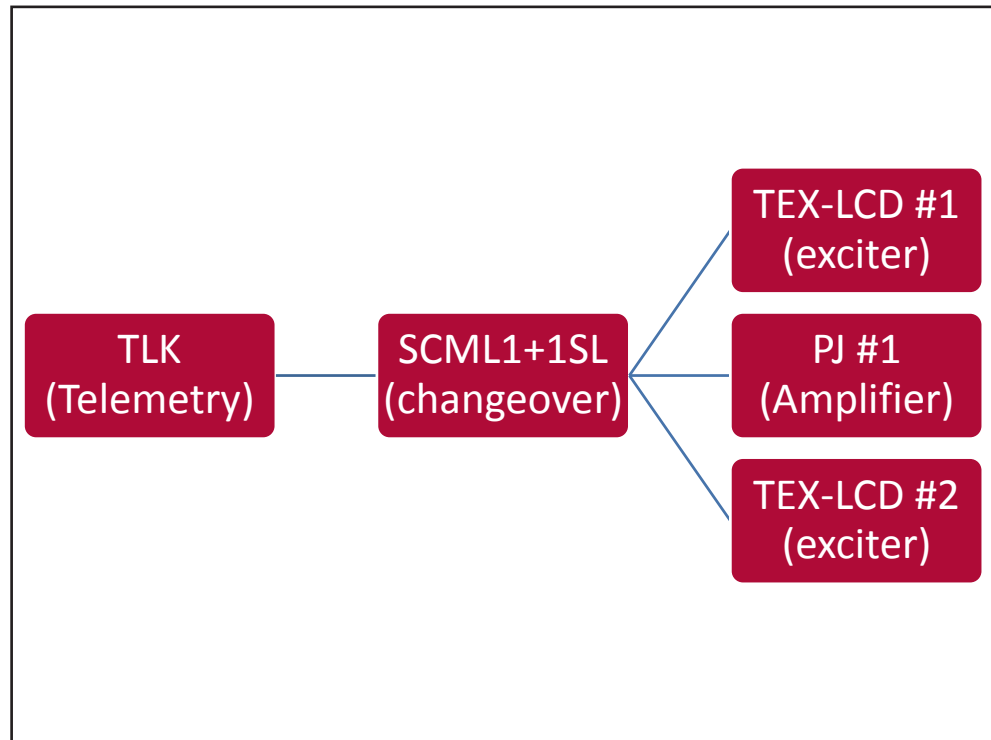 TLK
(Telemetry)
SCML1+1SL
(changeover)
TEX-LCD #1
(exciter)
PJ #1
(Amplifier)
TEX-LCD #2
(exciter)